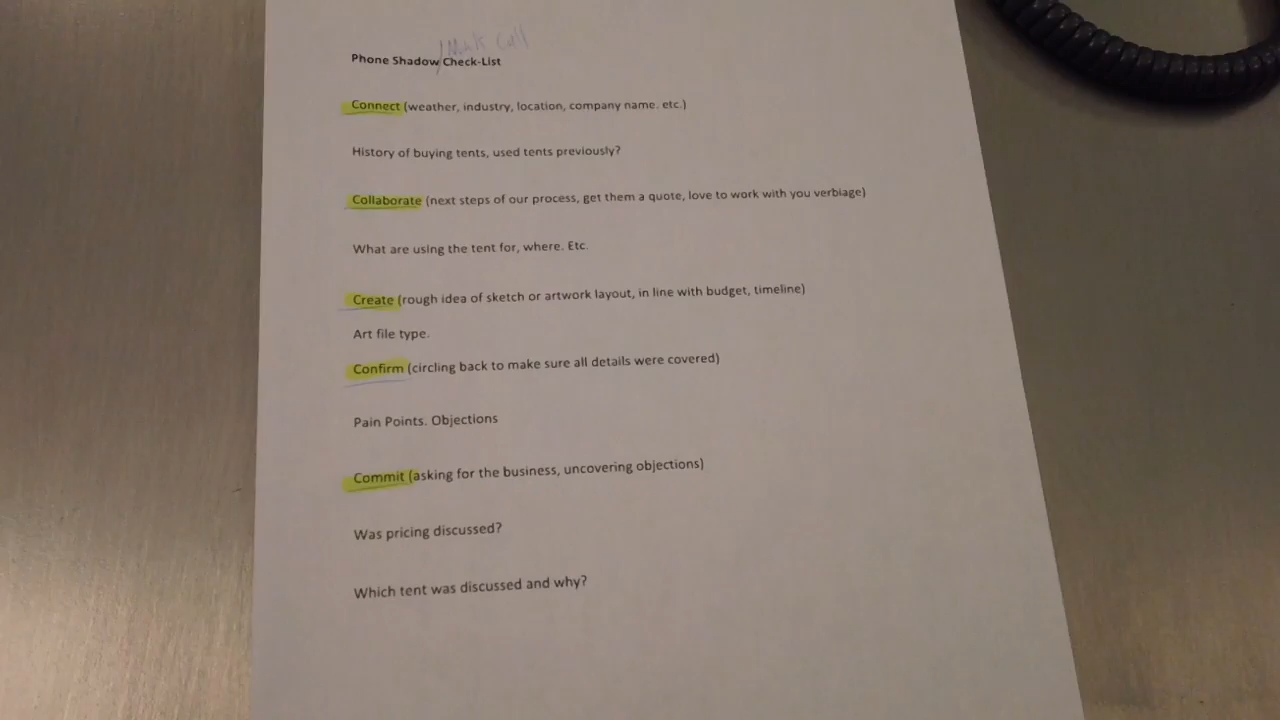 /Mock Call
Phone Shadow Check-List
Connect (weather, industry, location, company name. etc.)
History of buying tents, used tents previously?
Collaborate (next steps of our process, get them a quote, love to work with you verbiage)
What are using the tent for, where. Etc.
Create (rough idea of sketch or artwork layout, in line with budget, timeline)
Art file type.
Confirm (circling back to make sure all details were covered)
Pain Points. Objections
Commit (asking for the business, uncovering objections)
Was pricing discussed?
Which tent was discussed and why?